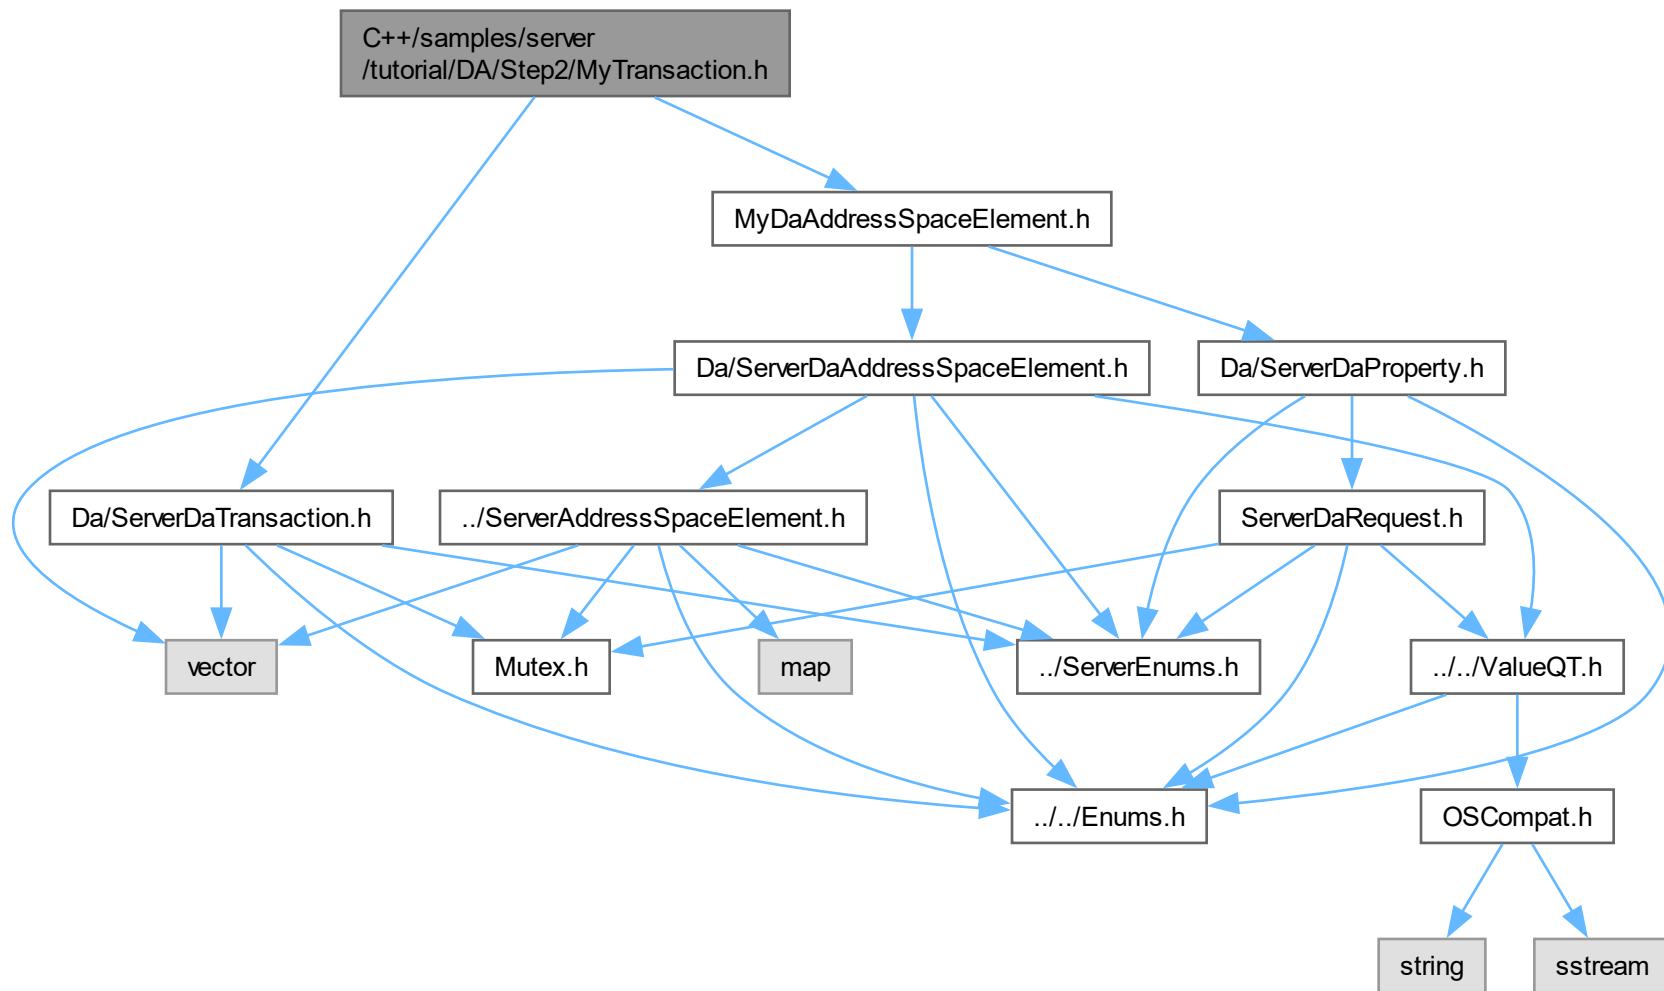 C++/samples/server
/tutorial/DA/Step2/MyTransaction.h
MyDaAddressSpaceElement.h
Da/ServerDaAddressSpaceElement.h
Da/ServerDaProperty.h
Da/ServerDaTransaction.h
../ServerAddressSpaceElement.h
ServerDaRequest.h
vector
Mutex.h
map
../ServerEnums.h
../../ValueQT.h
../../Enums.h
OSCompat.h
string
sstream